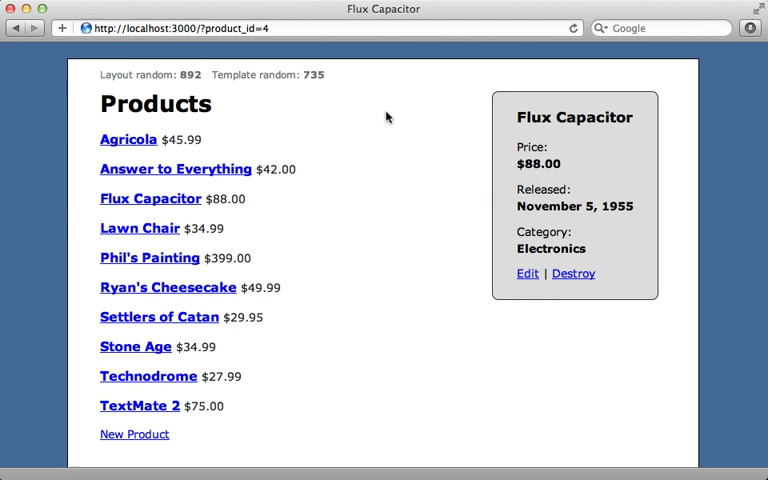 Flux Capacitor
http://localhost:3000/?product_id=4
Google
Layout random: 892 Template random: 735
Products
Agricola $45.99
Answer to Everything $42.00
Flux Capacitor $88.00
Lawn Chair $34.99
Phil's Painting $399.00
Ryan's Cheesecake $49.99
Settlers of Catan $29.95
Stone Age $34.99
Technodrome $27.99
TextMate 2 $75.00
New Product
Flux Capacitor
Price:
$88.00
Released:
November 5, 1955
Category:
Electronics
Edit | Destroy